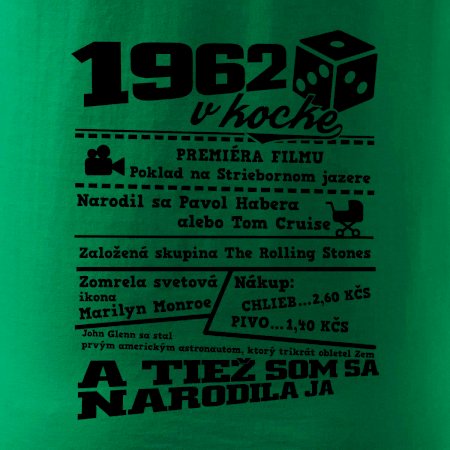 1962
v kocke
PREMIÉRA FILMU
Poklad na Striebornom jazere
Narodil sa Pavol Habera
alebo Tom Cruise
Založená skupina The Rolling Stones
Zomrela svetová
ikona
Marilyn Monroe
Nákup:
CHLIEB...2,60 KČS
PIVO...1,40 KČS
John Glenn sa stal
prvým americkým astronautom, ktorý trikrát obletel Zem
A TIEŽ SOM SA
NARODILA JA